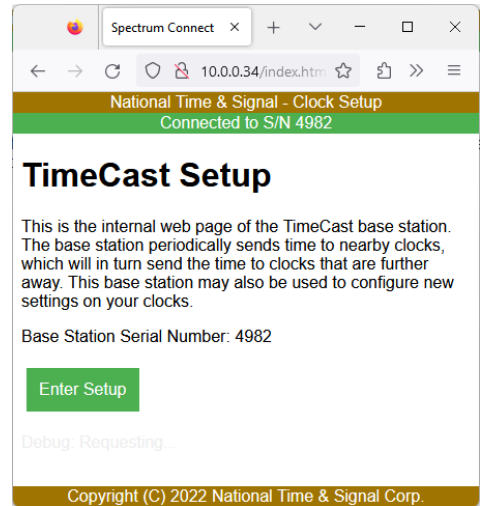 Spectrum Connect
10.0.0.34/index.htm
National Time & Signal - Clock Setup
Connected to S/N 4982
TimeCast Setup
This is the internal web page of the TimeCast base station.
The base station periodically sends time to nearby clocks,
which will in turn send the time to clocks that are further
away. This base station may also be used to configure new
settings on your clocks.
Base Station Serial Number: 4982
Enter Setup
Debug: Requesting...
Copyright (C) 2022 National Time & Signal Corp.